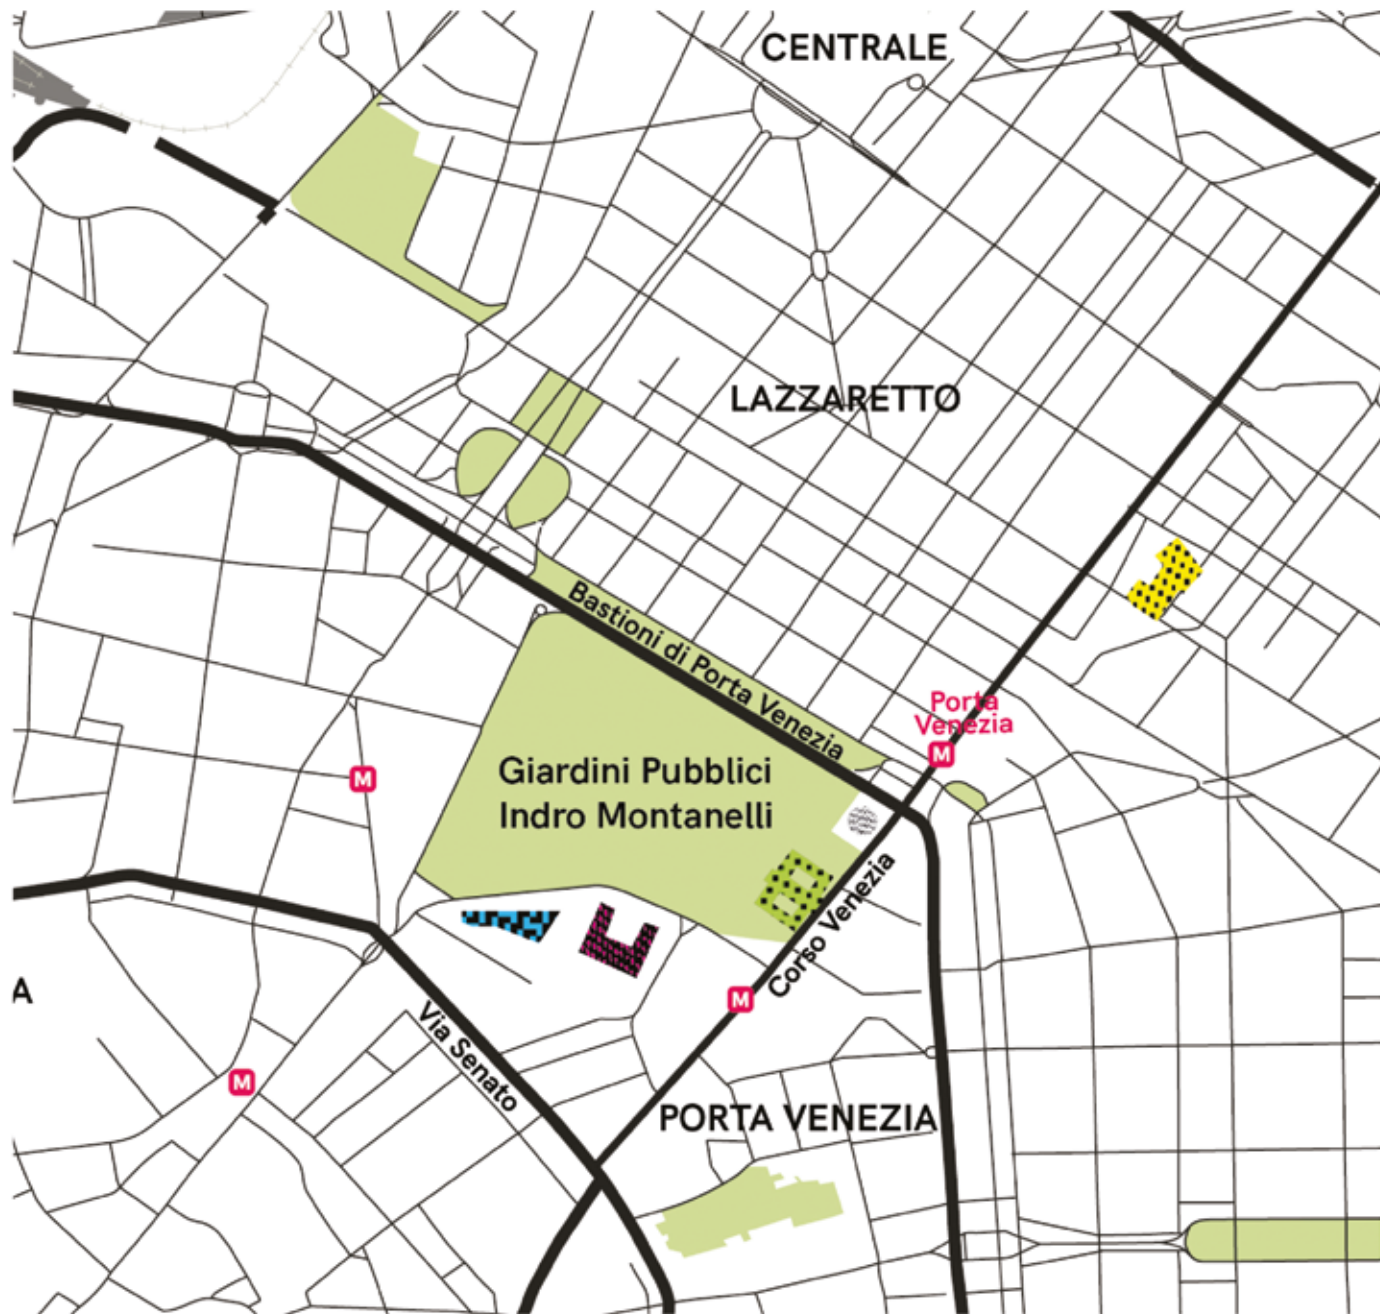 CENTRALE
LAZZARETTO
Bastioni di Porta Venezia
Porta
Venezia
M
Giardini Pubblici
Indro Montanelli
M
Corso Venezia
A
M
Via Senato
M
PORTA VENEZIA